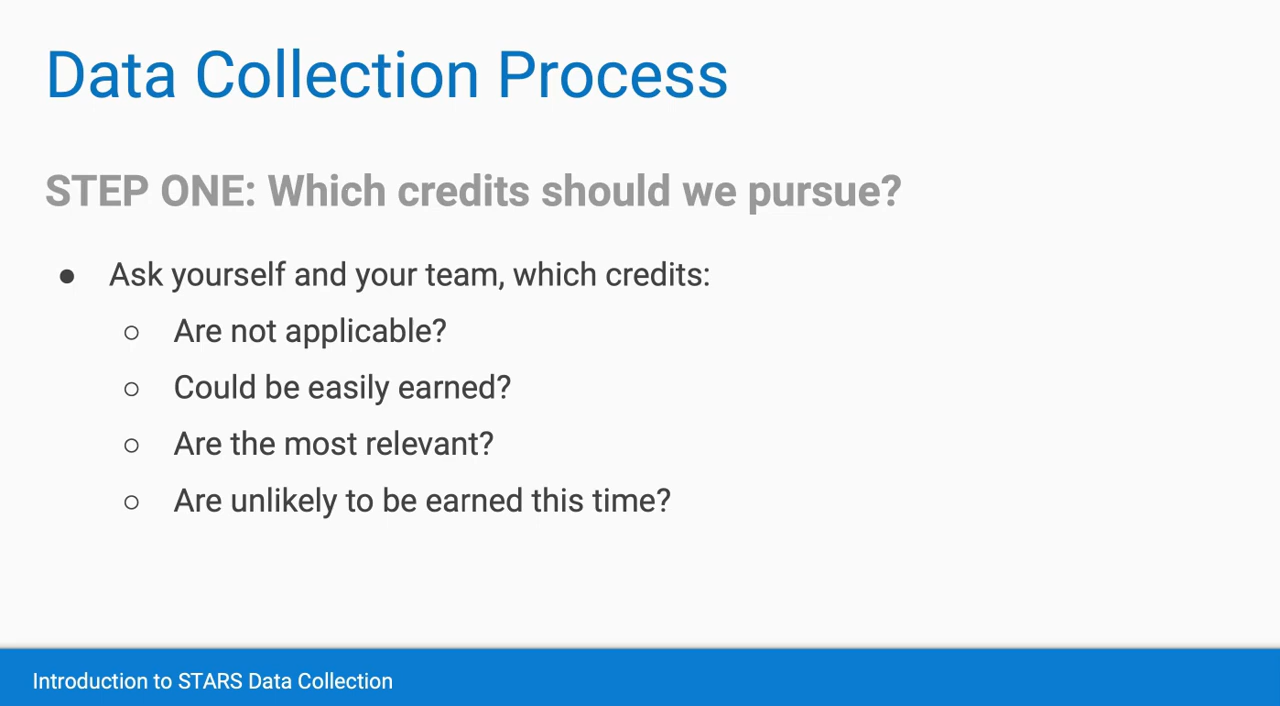 Data Collection Process
STEP ONE: Which credits should we pursue?
● Ask yourself and your team, which credits:
○ Are not applicable?
○ Could be easily earned?
○ Are the most relevant?
○ Are unlikely to be earned this time?
Introduction to STARS Data Collection